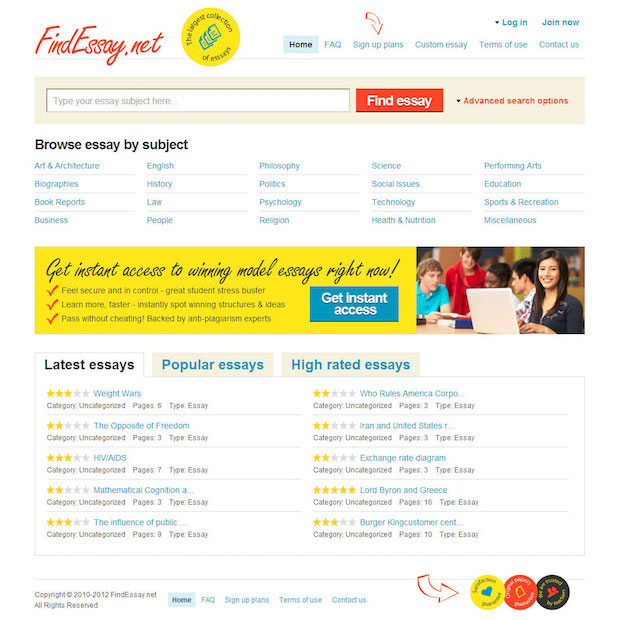 FindEssay.net
The largest collection
of esssays
Log in Join now
Home FAQ Sign up plans Custom essay Terms of use Contact us
Type your essay subject here...
Find essay
Advanced search options
Browse essay by subject
Art & Architecture English Philosophy Science Performing Arts
Biographies History Politics Social Issues Education
Book Reports Law Psychology Technology Sports & Recreation
Business People Religion Health & Nutrition Miscellaneous
Get instant access to winning model essays right now!
Feel secure and in control - great student stress buster
Learn more, faster - instantly spot winning structures & ideas
Pass without cheating! Backed by anti-plagiarism experts
Get instant
access
Latest essays Popular essays High rated essays
Weight Wars
Category: Uncategorized Pages: 6 Type: Essay
Who Rules America Corpo...
Category: Uncategorized Pages: 3 Type: Essay
The Opposite of Freedom
Category: Uncategorized Pages: 3 Type: Essay
Iran and United States r...
Category: Uncategorized Pages: 3 Type: Essay
HIV/AIDS
Category: Uncategorized Pages: 7 Type: Essay
Exchange rate diagram
Category: Uncategorized Pages: 3 Type: Essay
Mathematical Cognition a...
Category: Uncategorized Pages: 3 Type: Essay
Lord Byron and Greece
Category: Uncategorized Pages: 16 Type: Essay
The influence of public ...
Category: Uncategorized Pages: 9 Type: Essay
Burger Kingcustomer cent...
Category: Uncategorized Pages: 10 Type: Essay
Copyright © 2010-2012 FindEssay.net
All Rights Reserved
Home FAQ Sign up plans Terms of use Contact us
Satisfaction
guarantee
Original papers
guarantee
We are trusted
by